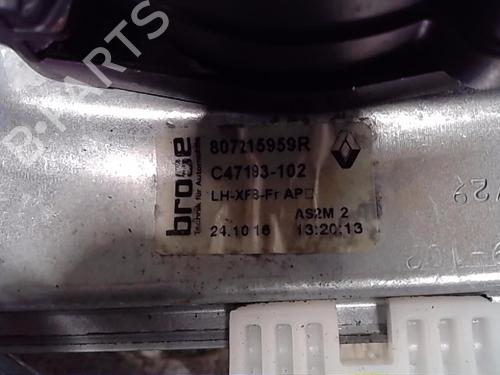 B-PARTS
brose
Technik für Automobile
807215959R
C47193-102
LH-XFB-Fr AP
AS2M 2
24.10 16
13:20:13